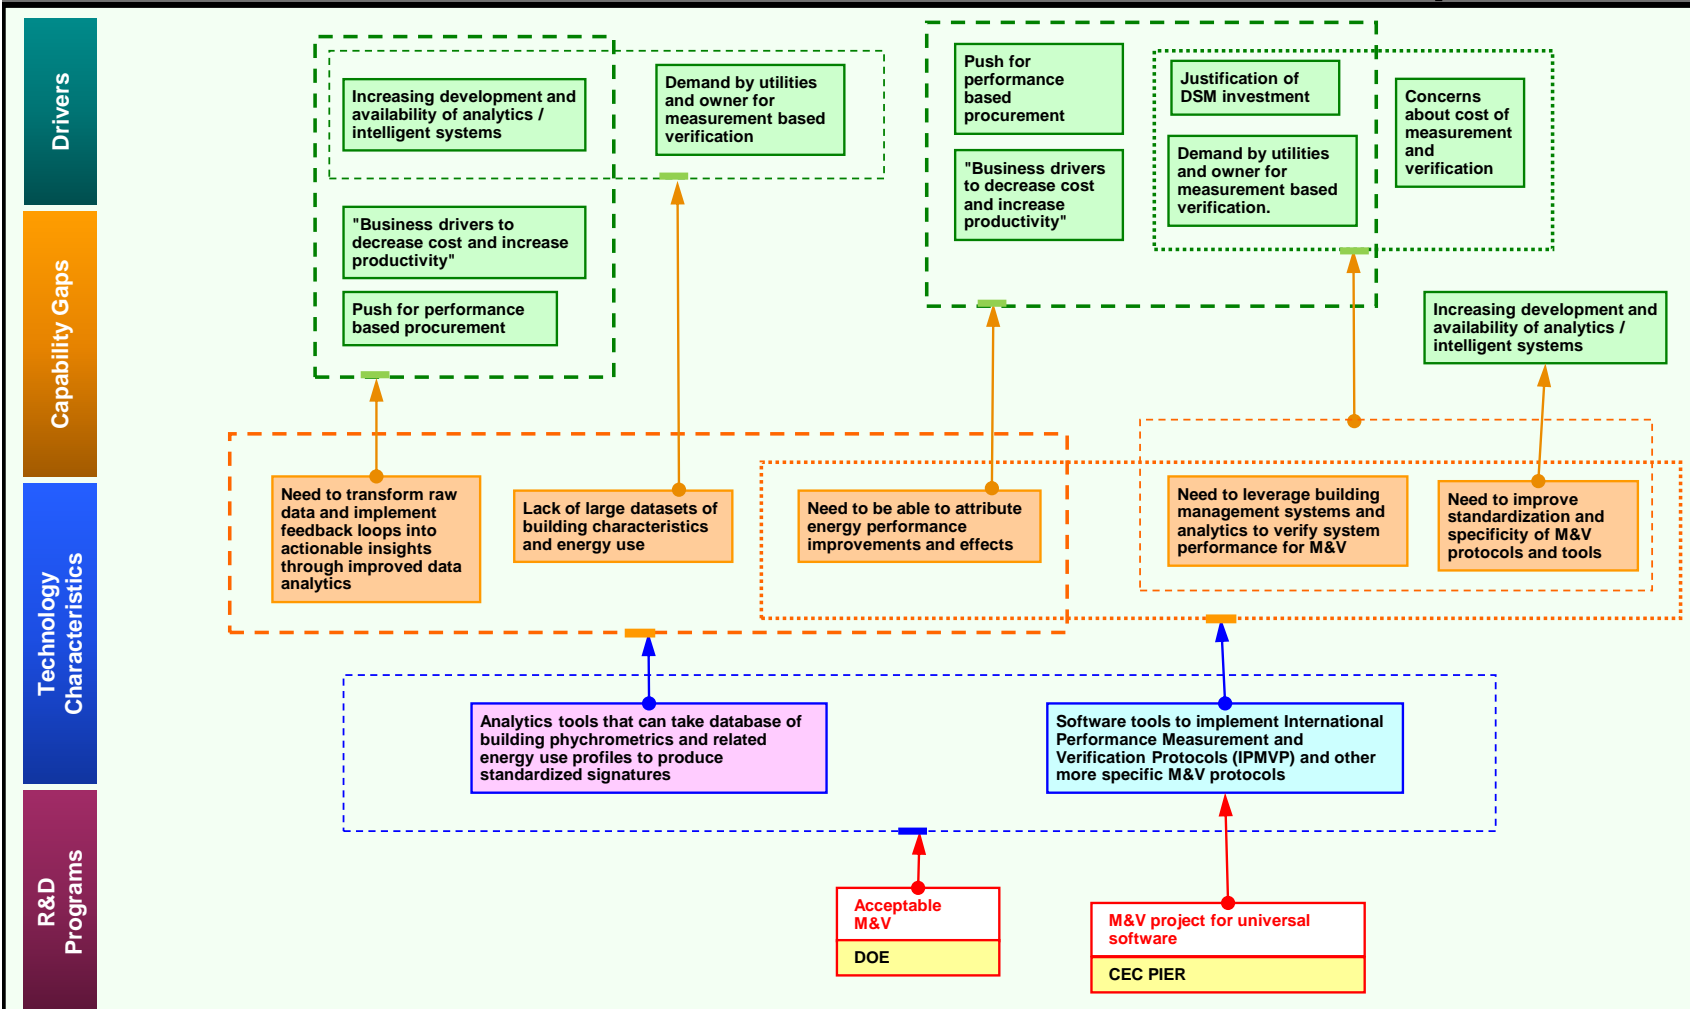 Drivers
Increasing development and
availability of analytics /
intelligent systems
Demand by utilities
and owner for
measurement based
verification
"Business drivers to
decrease cost and increase
productivity"
Push for performance
based procurement
Push for
performance
based
procurement
"Business drivers
to decrease cost
and increase
productivity"
Justification of
DSM investment
Demand by utilities
and owner for
measurement based
verification.
Concerns
about cost of
measurement
and
verification
Increasing development and
availability of analytics /
intelligent systems
Capability Gaps
Need to transform raw
data and implement
feedback loops into
actionable insights
through improved data
analytics
Lack of large datasets of
building characteristics
and energy use
Need to be able to attribute
energy performance
improvements and effects
Need to leverage building
management systems and
analytics to verify system
performance for M&V
Need to improve
standardization and
specificity of M&V
protocols and tools
Technology
Characteristics
Analytics tools that can take database of
building phychrometrics and related
energy use profiles to produce
standardized signatures
Software tools to implement International
Performance Measurement and
Verification Protocols (IPMVP) and other
more specific M&V protocols
R&D
Programs
Acceptable
M&V
DOE
M&V project for universal
software
CEC PIER